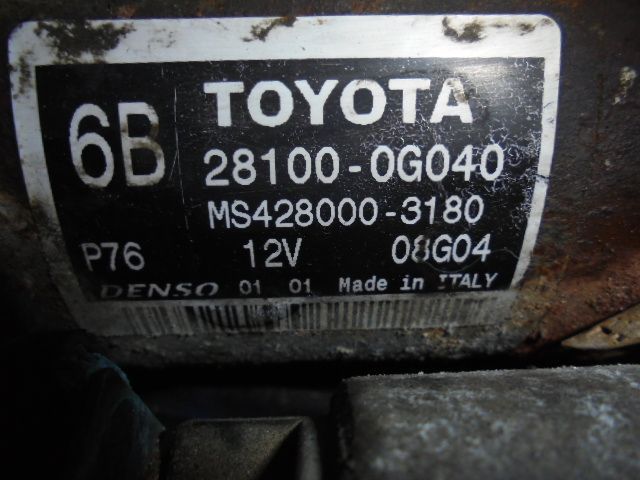 6B TOYOTA
28100-0G040
MS428000-3180
P76 12V 08G04
DENSO 01 01 Made in ITALY